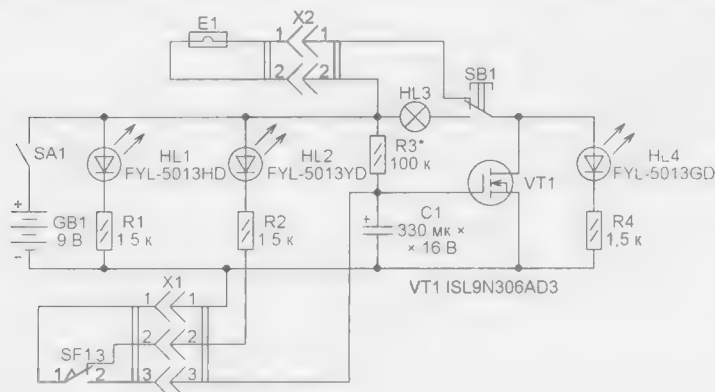 E1
X2
1 1
2 2
SB1
HL3
SA1
HL1
FYL-5013HD
HL2
FYL-5013YD
R3*
100 к
VT1
HL4
FYL-5013GD
+
GB1
9 В
-
R1
1 5 к
R2
1 5 к
+
C1
330 мк ×
× 16 В
R4
1,5 к
VT1 ISL9N306AD3
X1
1 1
2 2
3 3
SF1 3
1 2